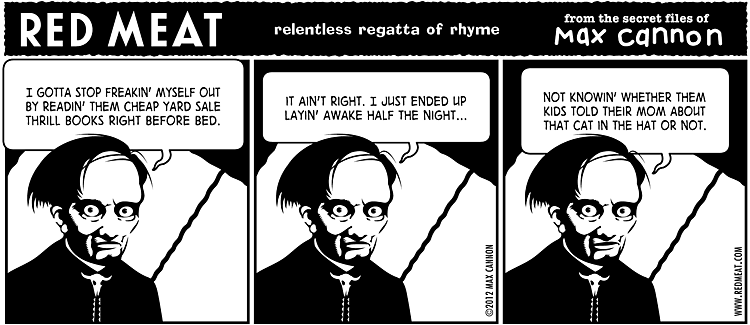 RED MEAT
relentless regatta of rhyme
from the secret files of
Max Cannon
I GOTTA STOP FREAKIN' MYSELF OUT
BY READIN' THEM CHEAP YARD SALE
THRILL BOOKS RIGHT BEFORE BED.
IT AIN'T RIGHT. I JUST ENDED UP
LAYIN' AWAKE HALF THE NIGHT...
©2012 MAX CANNON
NOT KNOWIN' WHETHER THEM
KIDS TOLD THEIR MOM ABOUT
THAT CAT IN THE HAT OR NOT.
WWW.REDMEAT.COM